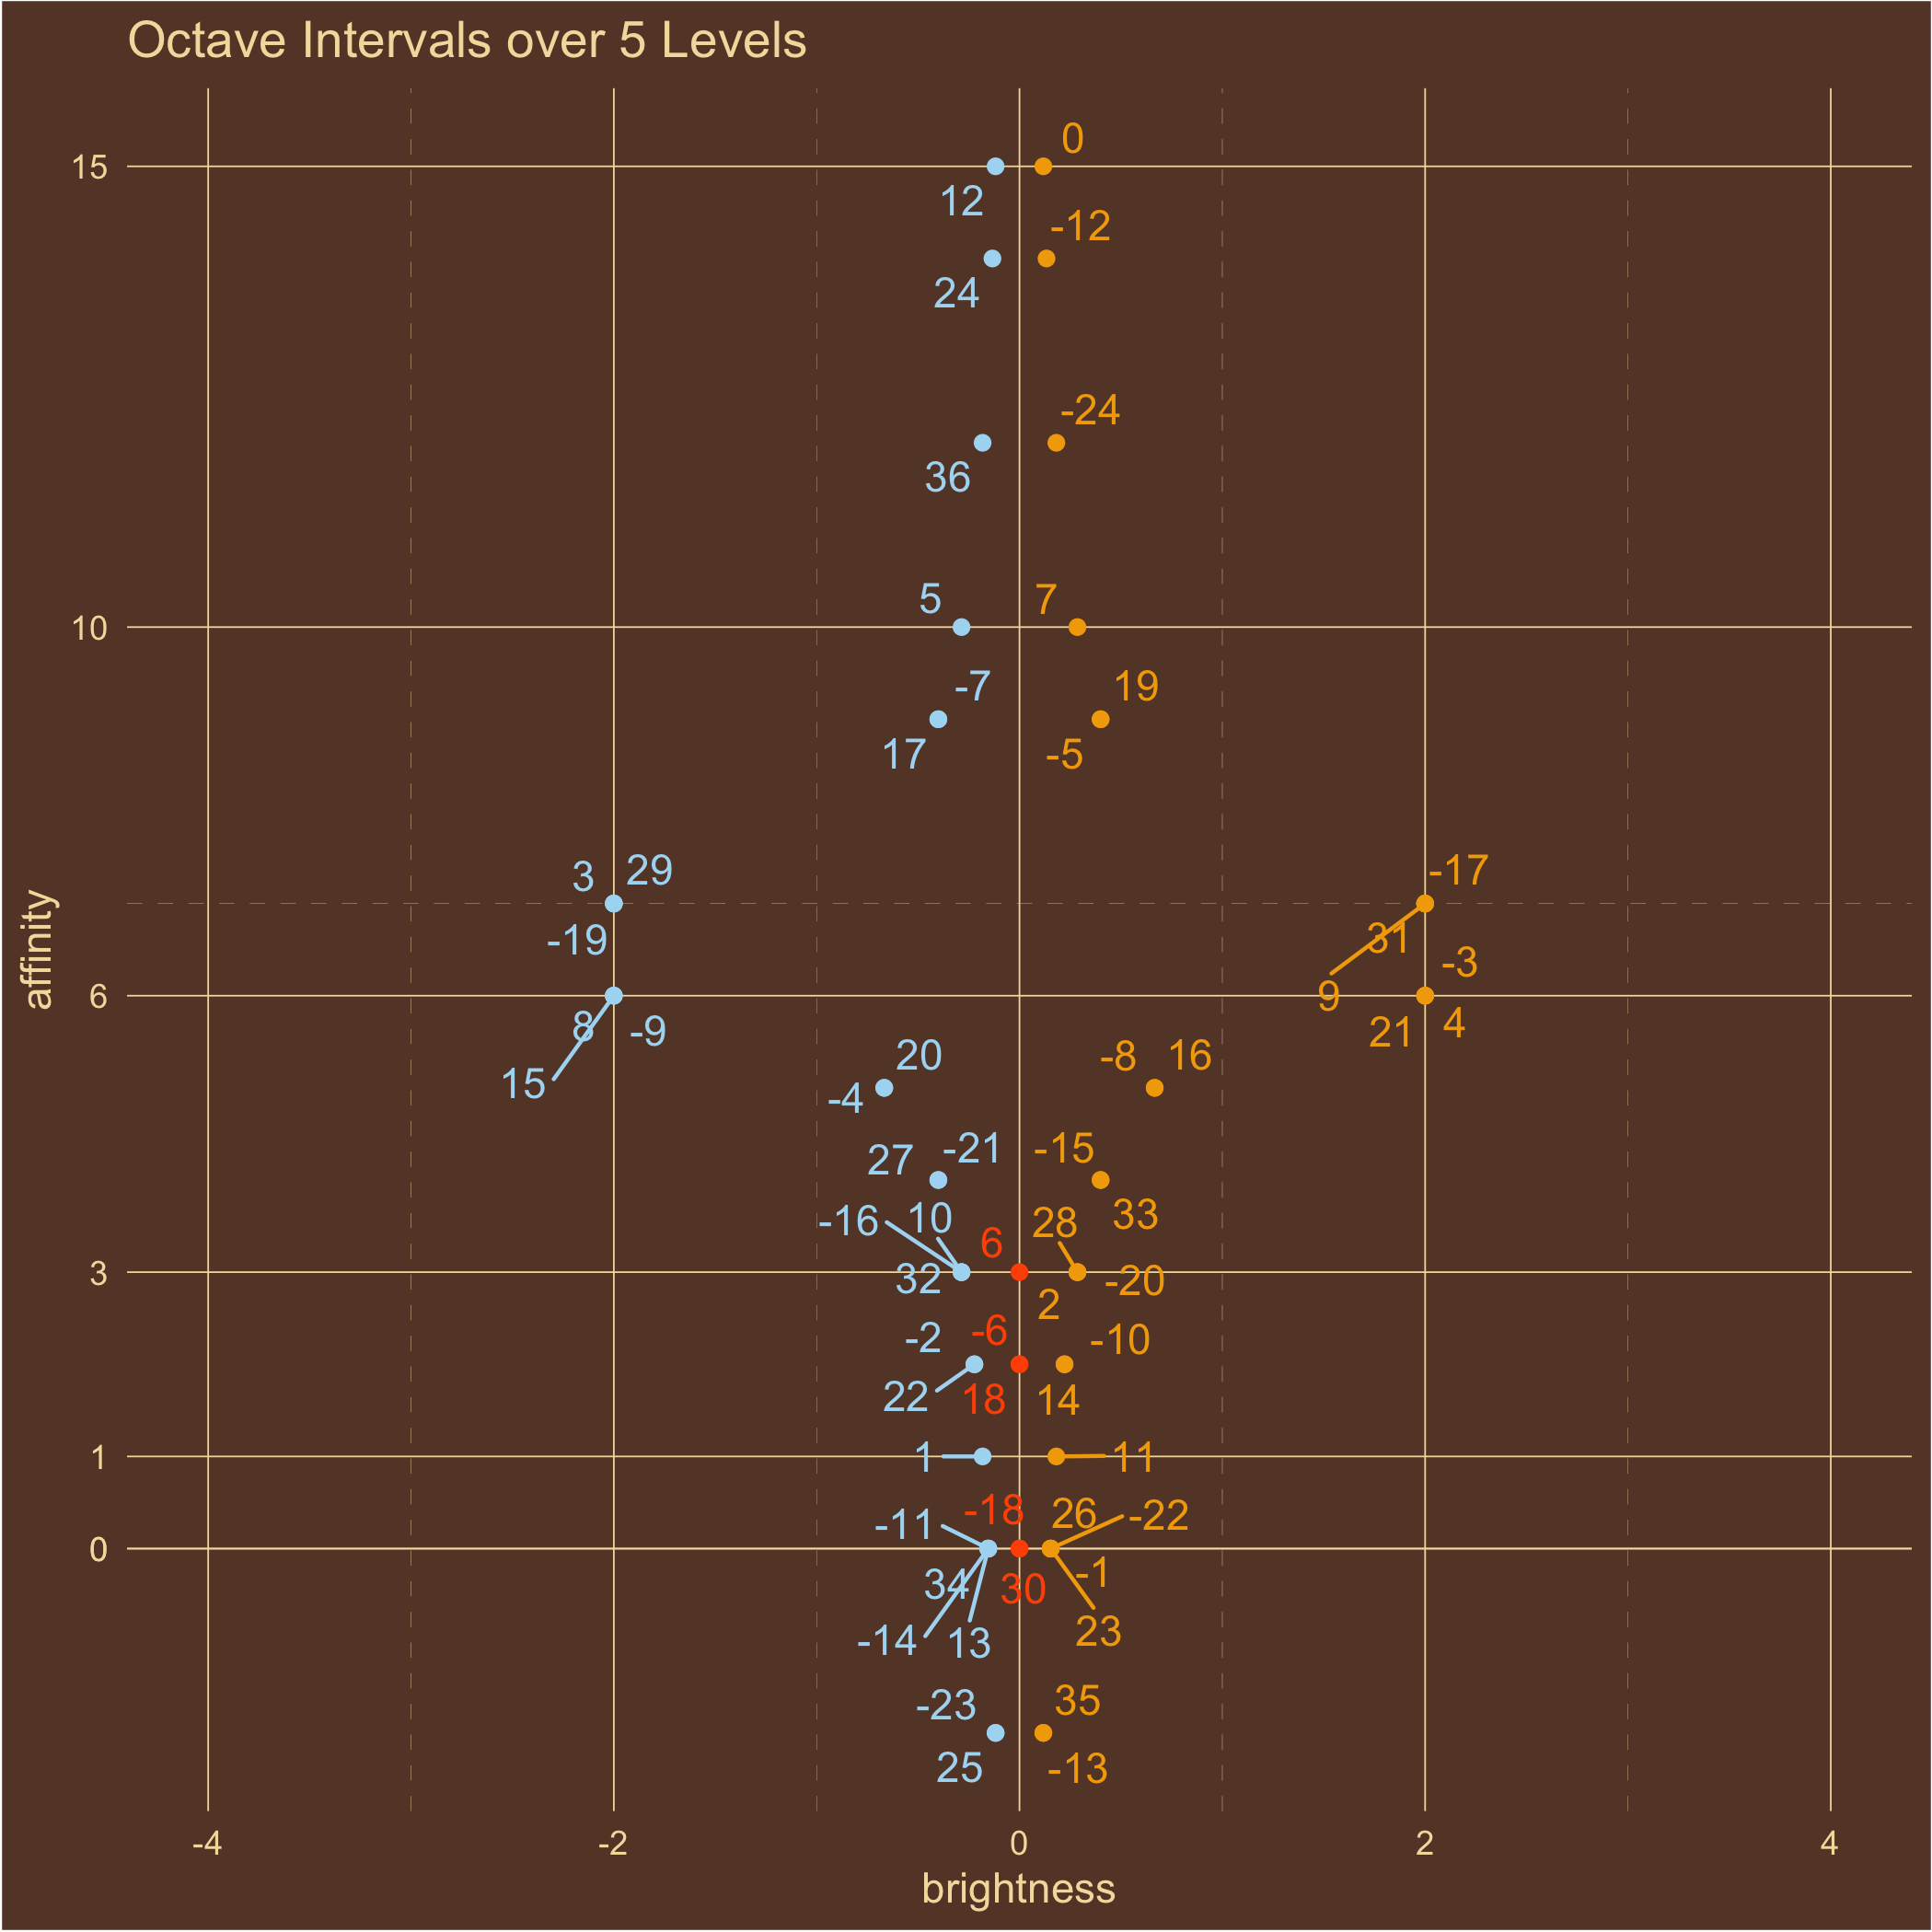 Octave Intervals over 5 Levels
0
15
12
-12
24
-24
36
5 7
10
-7 19
17 -5
3 29 -17
-19 31 -3
6 9
8 -9 21 4
20 -8 16
15 -4
27 -21 -15
-16 10 28 33
6
3 32 -20
2
-2 -6 -10
22 18 14
1 1 11
-11 -18 26 -22
0
34 30 -1
-14 13 23
-23 35
25 -13
affinity
-4 -2 0 2 4
brightness